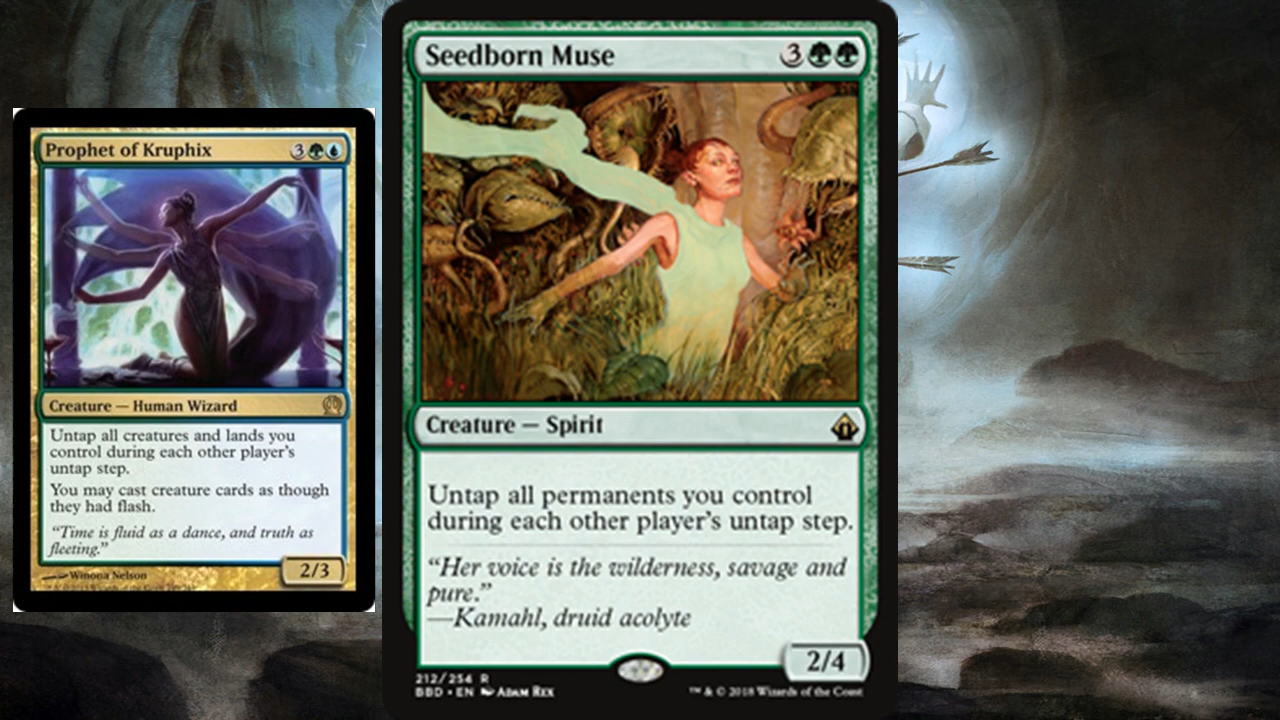 Prophet of Kruphix 3
Creature — Human Wizard
Untap all creatures and lands you
control during each other player's
untap step.
You may cast creature cards as though
they had flash.
"Time is fluid as a dance, and truth as
fleeting."
2/3
Winona Nelson
Seedborn Muse 3
Creature — Spirit
Untap all permanents you control
during each other player's untap step.
"Her voice is the wilderness, savage and
pure."
—Kamahl, druid acolyte
2/4
212/254 R
BBD • EN Adam Rex
™ & © 2018 Wizards of the Coast